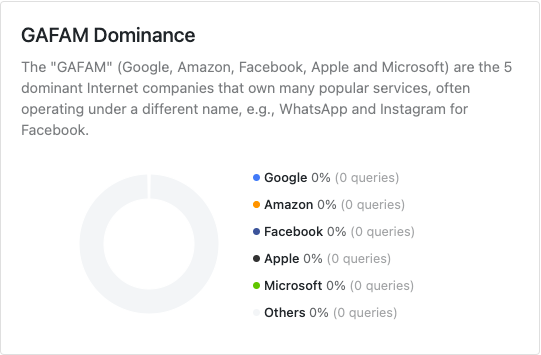 GAFAM Dominance
The "GAFAM" (Google, Amazon, Facebook, Apple and Microsoft) are the 5
dominant Internet companies that own many popular services, often
operating under a different name, e.g., WhatsApp and Instagram for
Facebook.
Google 0% (0 queries)
Amazon 0% (0 queries)
Facebook 0% (0 queries)
Apple 0% (0 queries)
Microsoft 0% (0 queries)
Others 0% (0 queries)